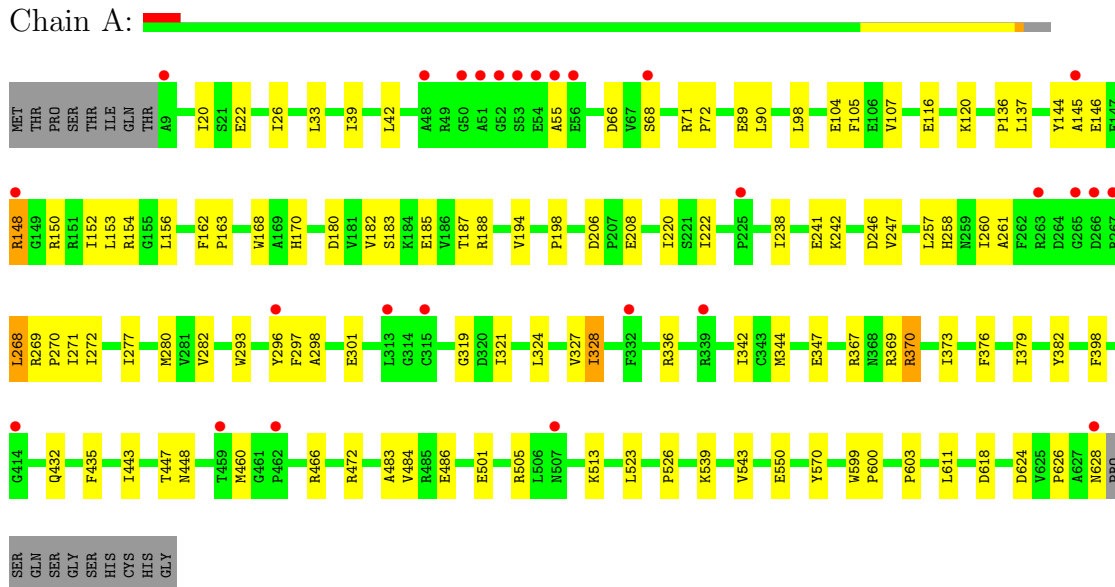 Chain A:
MET THR PRO SER THR ILE GLN THR A9 I20 S21 E22 I26 L33 I39 L42 A48 R49 G50 A51 G52 S53 E54 A55 E56 D66 V67 S68 R71 P72 E89 L90 L98 E104 F105 E106 V107 E116 K120 P136 L137 Y144 A145 E146 E147
R148 G149 R150 R151 I152 L153 R154 G155 L156 F162 P163 W168 A169 H170 D180 V181 V182 S183 K184 E185 V186 T187 R188 V194 P198 D206 P207 E208 I220 S221 I222 P225 I238 E241 K242 D246 V247 L257 H258 N259 I260 A261 F262 R263 D264 G265 D266 R267
L268 R269 P270 I271 I272 I277 M280 V281 V282 W293 Y296 F297 A298 E301 L313 G314 C315 G319 D320 I321 L324 V327 I328 F332 R336 R339 I342 C343 M344 E347 R367 N368 R369 R370 I373 F376 I379 Y382 F398
G414 Q432 F435 I443 T447 N448 T459 M460 G461 P462 R466 R472 A483 V484 R485 E486 E501 R505 L506 N507 K513 L523 P526 K539 V543 E550 Y570 W599 P600 P603 L611 D618 D624 V625 P626 A627 N628 PRO
SER GLN SER GLY SER HIS CYS HIS GLY